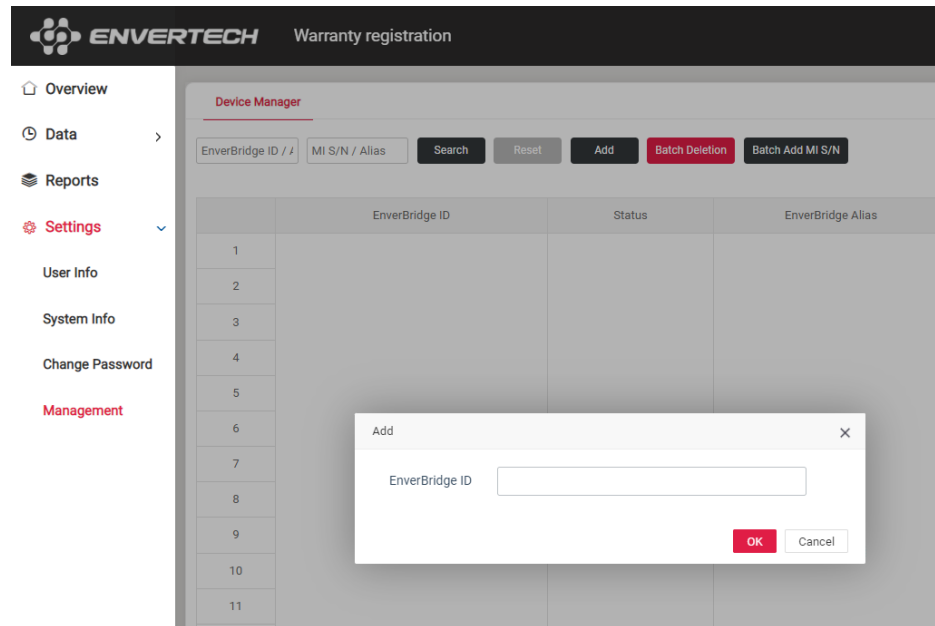 ENVERTECH Warranty registration
Overview
Data
Reports
Settings
User Info
System Info
Change Password
Management
Device Manager
EnverBridge ID / MI S/N / Alias Search Reset Add Batch Deletion Batch Add MI S/N
EnverBridge ID Status EnverBridge Alias
1
2
3
4
5
6
7
8
9
10
11
Add
EnverBridge ID
OK Cancel